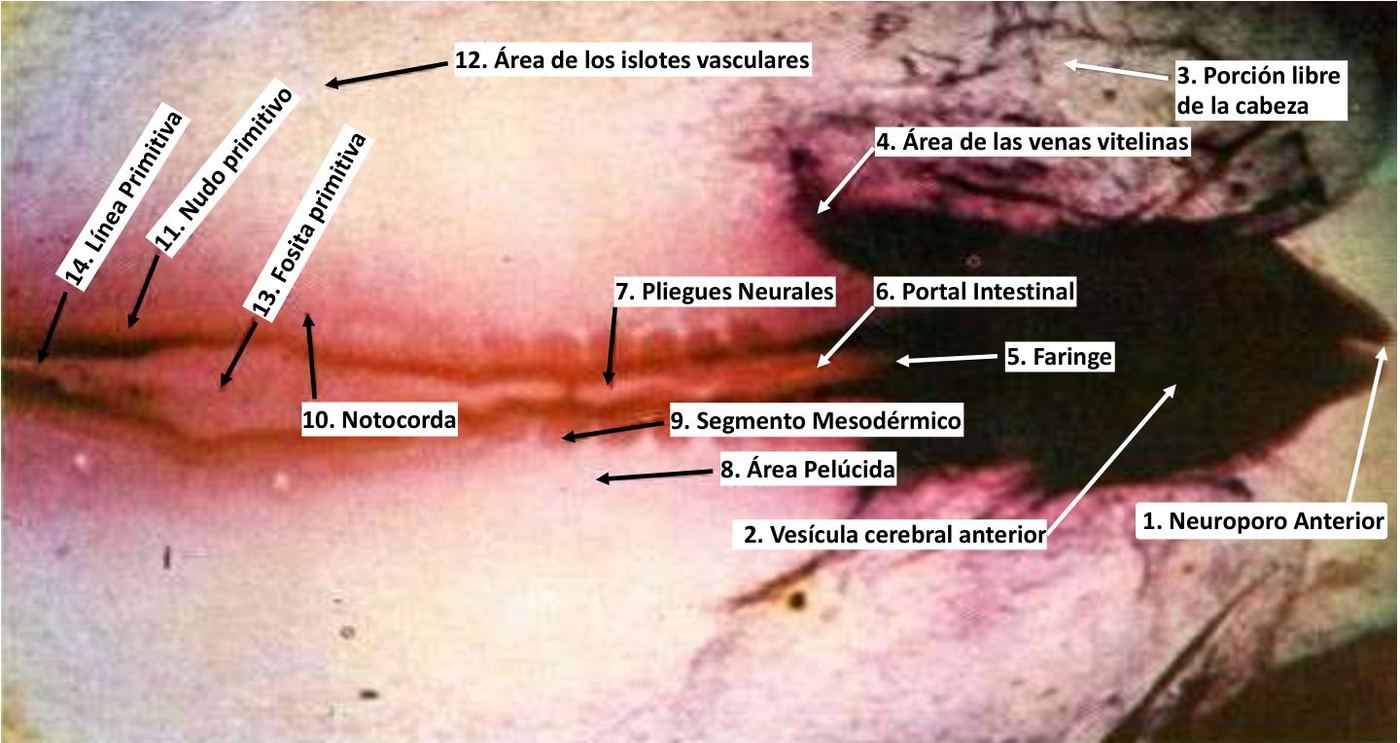 12. Área de los islotes vasculares
3. Porción libre
de la cabeza
14. Línea Primitiva
11. Nudo primitivo
13. Fosita primitiva
4. Área de las venas vitelinas
7. Pliegues Neurales
6. Portal Intestinal
5. Faringe
10. Notocorda
9. Segmento Mesodérmico
8. Área Pelúcida
2. Vesícula cerebral anterior
1. Neuroporo Anterior